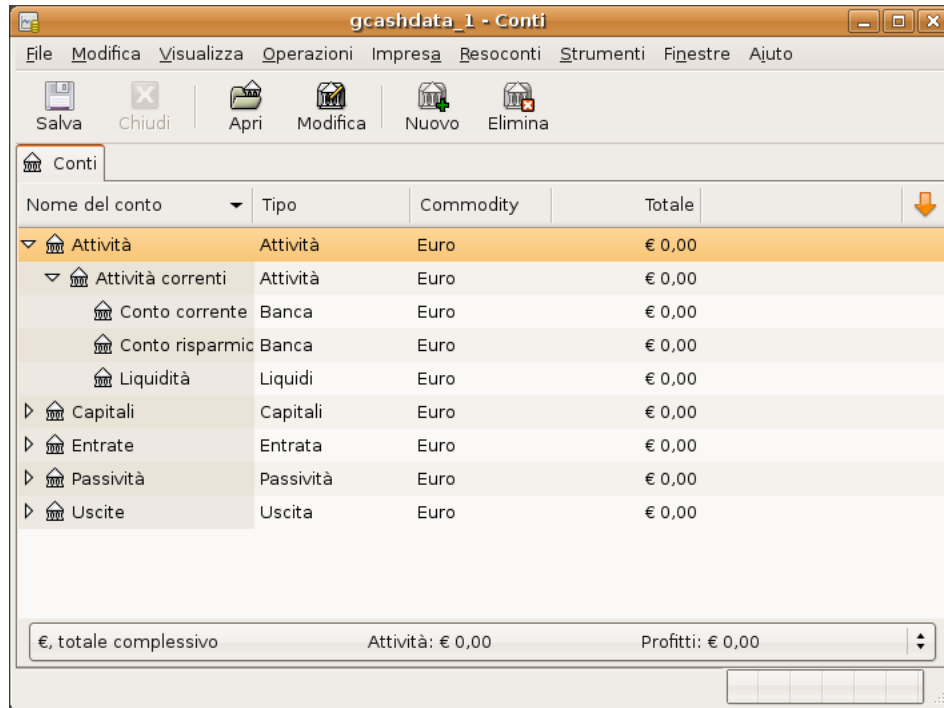 gcashdata_1 - Conti
File Modifica Visualizza Operazioni Impresa Resoconti Strumenti Finestre Aiuto
Salva Chiudi Apri Modifica Nuovo Elimina
Conti
Nome del conto Tipo Commodity Totale
Attività Attività Euro € 0,00
Attività correnti Attività Euro € 0,00
Conto corrente Banca Euro € 0,00
Conto risparmio Banca Euro € 0,00
Liquidità Liquidi Euro € 0,00
Capitali Capitali Euro € 0,00
Entrate Entrata Euro € 0,00
Passività Passività Euro € 0,00
Uscite Uscita Euro € 0,00
€, totale complessivo Attività: € 0,00 Profitti: € 0,00